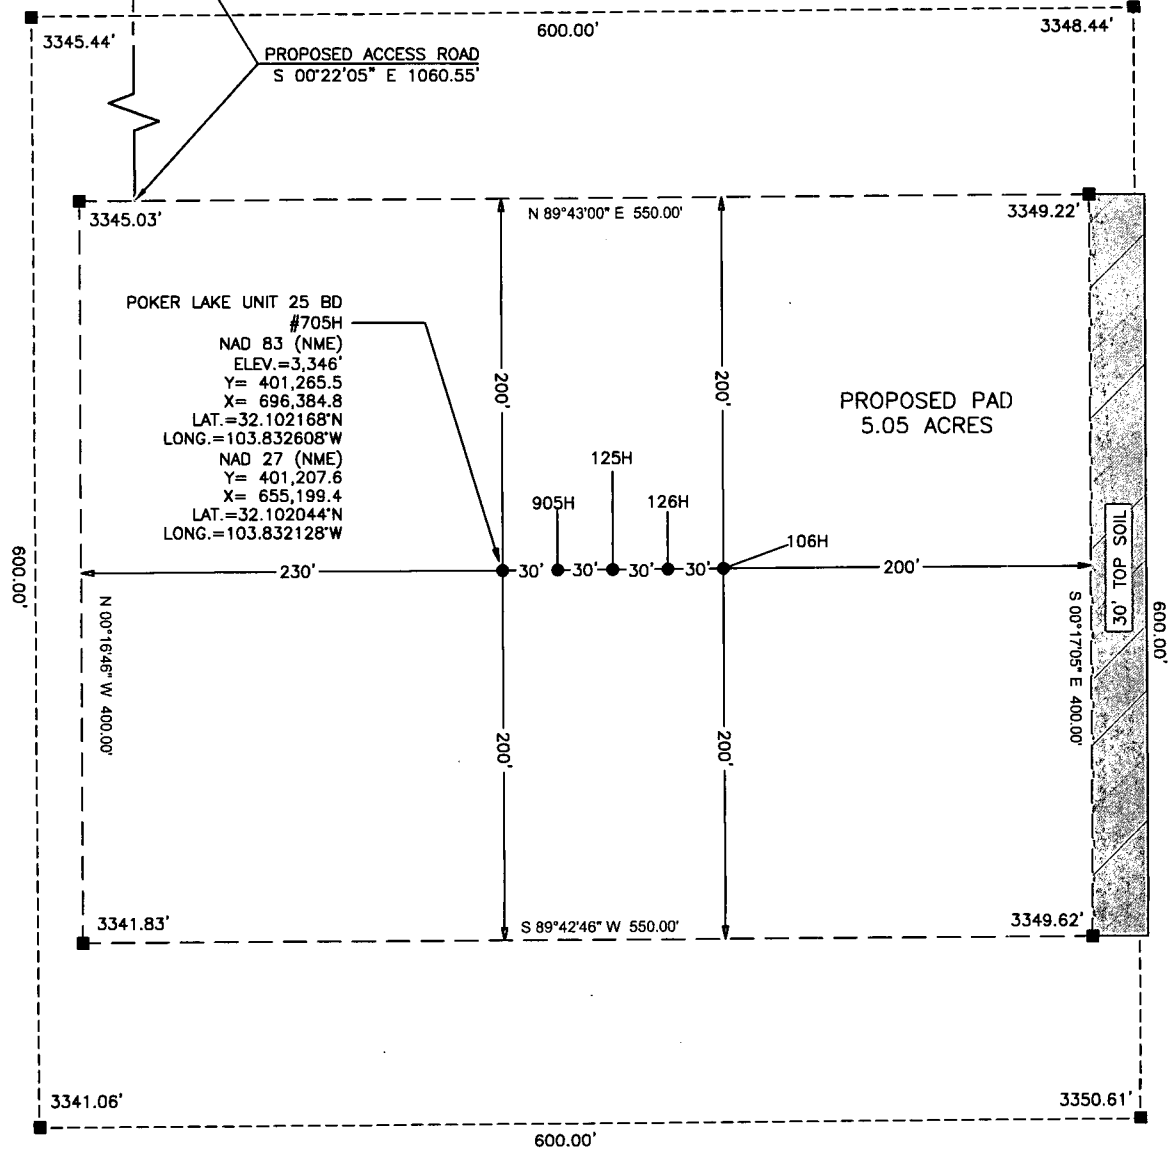 600.00'
3345.44'
3348.44'
PROPOSED ACCESS ROAD
S 00°22'05" E 1060.55'
3345.03'
N 89°43'00" E 550.00'
3349.22'
POKER LAKE UNIT 25 BD
#705H
NAD 83 (NME)
ELEV.=3,346'
Y= 401,265.5
X= 696,384.8
LAT.=32.102168°N
LONG.=103.832608°W
NAD 27 (NME)
Y= 401,207.6
X= 655,199.4
LAT.=32.102044°N
LONG.=103.832128°W
200'
200'
PROPOSED PAD
5.05 ACRES
125H
905H
126H
106H
230'
30'
30'
30'
30'
200'
600.00'
N 00°16'46" W 400.00'
S 00°17'05" E 400.00'
30' TOP SOIL
600.00'
200'
200'
3341.83'
S 89°42'46" W 550.00'
3349.62'
3341.06'
3350.61'
600.00'